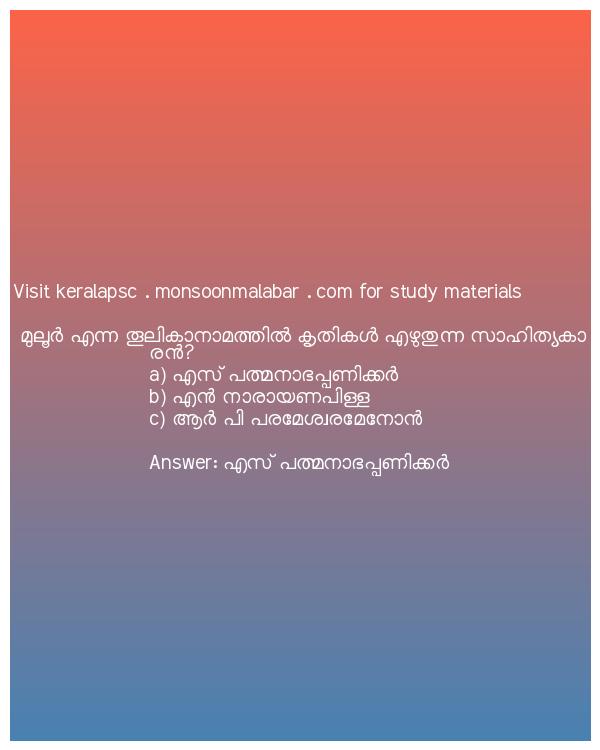 Visit keralapsc . monsoonmalabar . com for study materials
മുലൂർ എന്ന തൂലികാനാമത്തിൽ കൃതികൾ എഴുതുന്ന സാഹിത്യകാ
രൻ?
a) എസ് പത്മനാഭപ്പണിക്കർ
b) എൻ നാരായണപിള്ള
c) ആർ പി പരമേശ്വരമേനോൻ
Answer: എസ് പത്മനാഭപ്പണിക്കർ